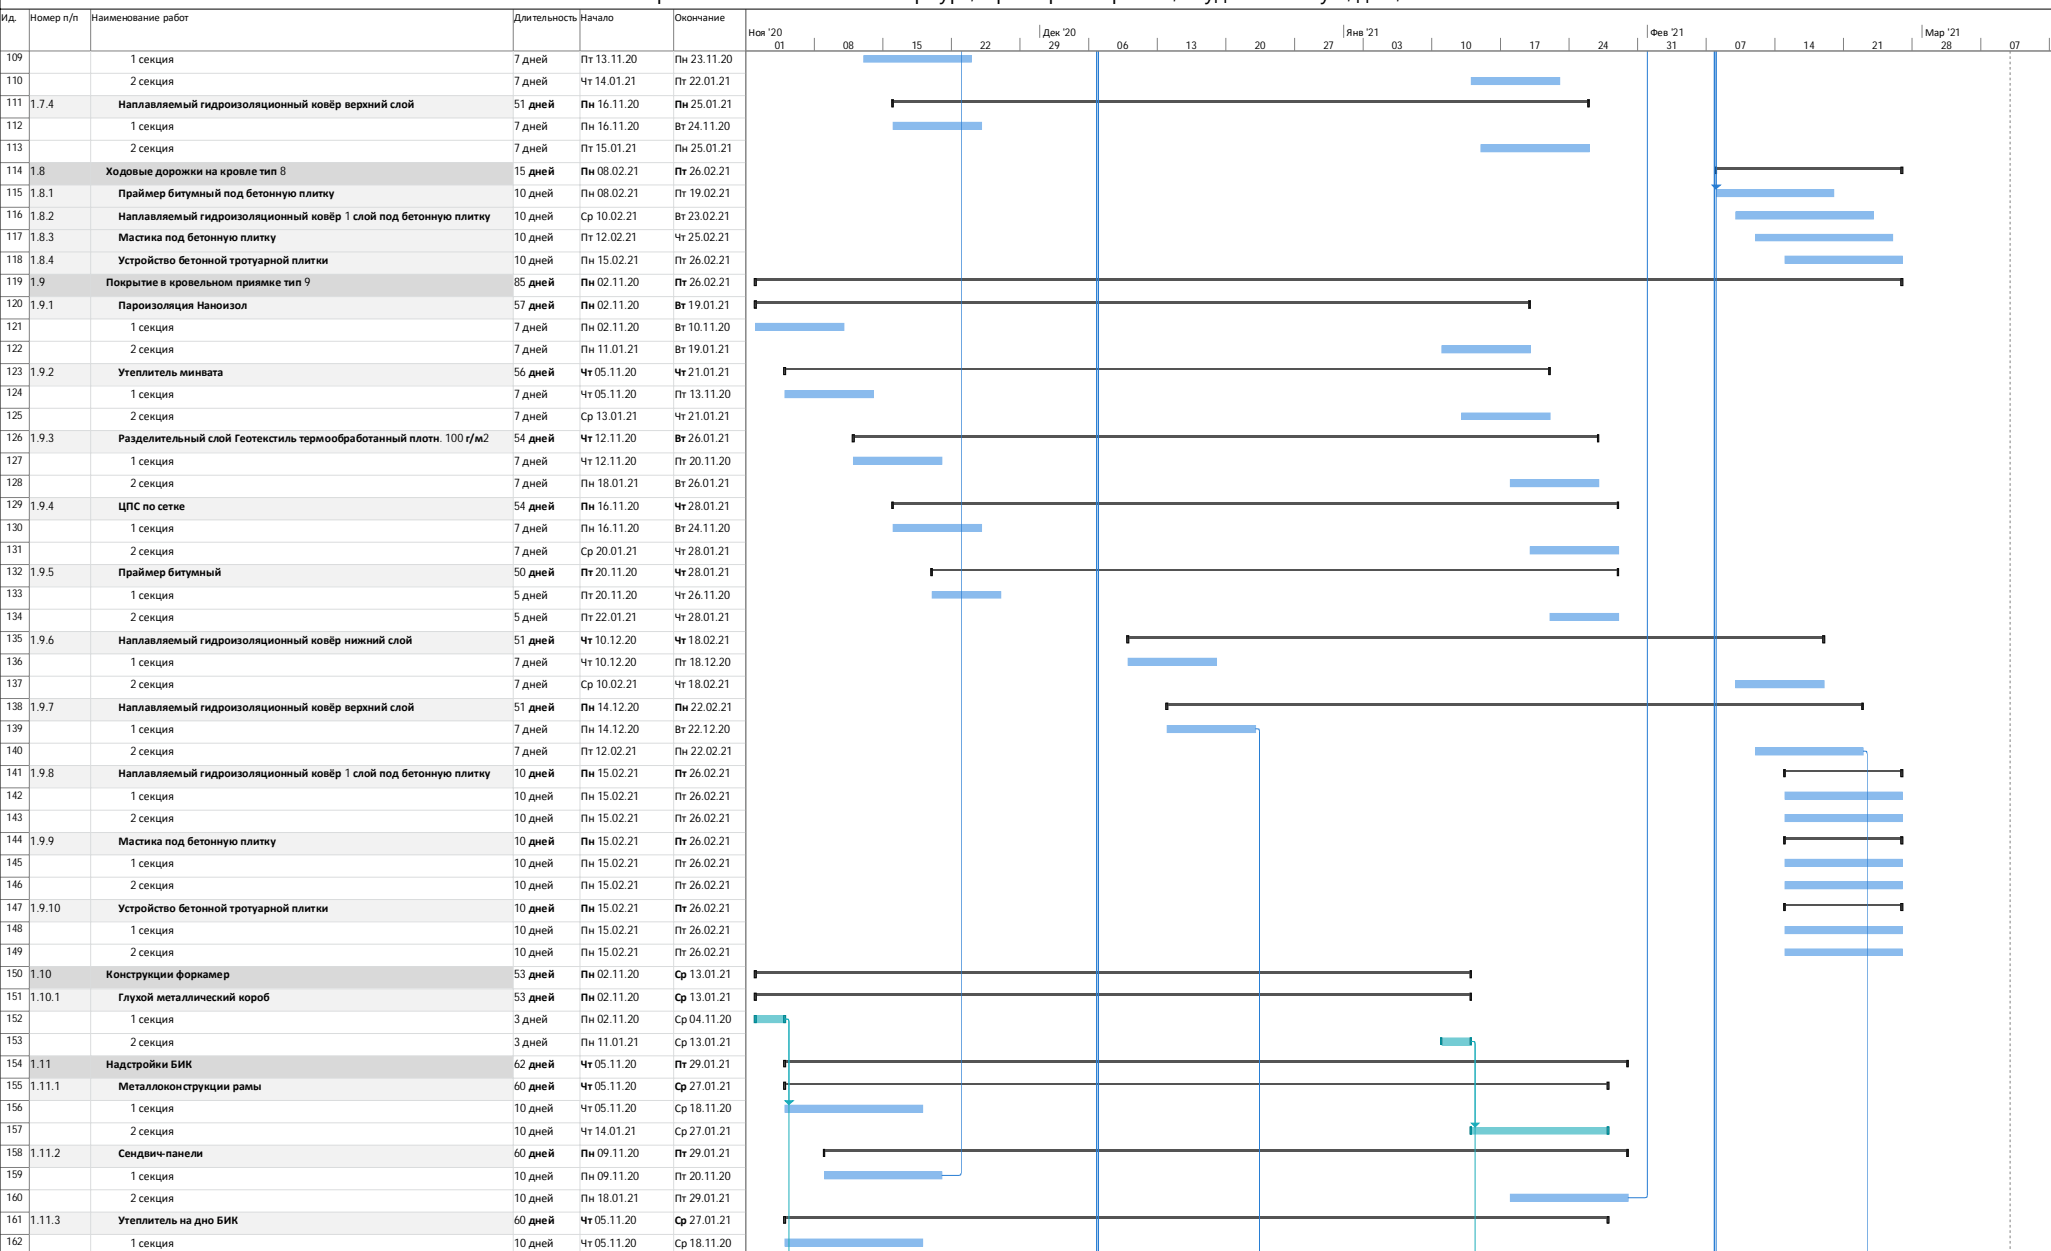 Ид. Номер п/п Наименование работ Длительность Начало Окончание
Ноя '20 Дек '20 Янв '21 Фев '21 Мар '21
01 08 15 22 29 06 13 20 27 03 10 17 24 31 07 14 21 28 07
109 1 секция 7 дней Пт 13.11.20 Пн 23.11.20
110 2 секция 7 дней Чт 14.01.21 Пт 22.01.21
111 1.7.4 Наплавляемый гидроизоляционный ковёр верхний слой 51 дней Пн 16.11.20 Пн 25.01.21
112 1 секция 7 дней Пн 16.11.20 Вт 24.11.20
113 2 секция 7 дней Пт 15.01.21 Пн 25.01.21
114 1.8 Ходовые дорожки на кровле тип 8 15 дней Пн 08.02.21 Пт 26.02.21
115 1.8.1 Праймер битумный под бетонную плитку 10 дней Пн 08.02.21 Пт 19.02.21
116 1.8.2 Наплавляемый гидроизоляционный ковёр 1 слой под бетонную плитку 10 дней Ср 10.02.21 Вт 23.02.21
117 1.8.3 Мастика под бетонную плитку 10 дней Пт 12.02.21 Чт 25.02.21
118 1.8.4 Устройство бетонной тротуарной плитки 10 дней Пн 15.02.21 Пт 26.02.21
119 1.9 Покрытие в кровельном приямке тип 9 85 дней Пн 02.11.20 Пт 26.02.21
120 1.9.1 Пароизоляция Наноизол 57 дней Пн 02.11.20 Вт 19.01.21
121 1 секция 7 дней Пн 02.11.20 Вт 10.11.20
122 2 секция 7 дней Пн 11.01.21 Вт 19.01.21
123 1.9.2 Утеплитель минвата 56 дней Чт 05.11.20 Чт 21.01.21
124 1 секция 7 дней Чт 05.11.20 Пт 13.11.20
125 2 секция 7 дней Ср 13.01.21 Чт 21.01.21
126 1.9.3 Разделительный слой Геотекстиль термообработанный плотн. 100 г/м2 54 дней Чт 12.11.20 Вт 26.01.21
127 1 секция 7 дней Чт 12.11.20 Пт 20.11.20
128 2 секция 7 дней Пн 18.01.21 Вт 26.01.21
129 1.9.4 ЦПС по сетке 54 дней Пн 16.11.20 Чт 28.01.21
130 1 секция 7 дней Пн 16.11.20 Вт 24.11.20
131 2 секция 7 дней Ср 20.01.21 Чт 28.01.21
132 1.9.5 Праймер битумный 50 дней Пт 20.11.20 Чт 28.01.21
133 1 секция 5 дней Пт 20.11.20 Чт 26.11.20
134 2 секция 5 дней Пт 22.01.21 Чт 28.01.21
135 1.9.6 Наплавляемый гидроизоляционный ковёр нижний слой 51 дней Чт 10.12.20 Чт 18.02.21
136 1 секция 7 дней Чт 10.12.20 Пт 18.12.20
137 2 секция 7 дней Ср 10.02.21 Чт 18.02.21
138 1.9.7 Наплавляемый гидроизоляционный ковёр верхний слой 51 дней Пн 14.12.20 Пн 22.02.21
139 1 секция 7 дней Пн 14.12.20 Вт 22.12.20
140 2 секция 7 дней Пт 12.02.21 Пн 22.02.21
141 1.9.8 Наплавляемый гидроизоляционный ковёр 1 слой под бетонную плитку 10 дней Пн 15.02.21 Пт 26.02.21
142 1 секция 10 дней Пн 15.02.21 Пт 26.02.21
143 2 секция 10 дней Пн 15.02.21 Пт 26.02.21
144 1.9.9 Мастика под бетонную плитку 10 дней Пн 15.02.21 Пт 26.02.21
145 1 секция 10 дней Пн 15.02.21 Пт 26.02.21
146 2 секция 10 дней Пн 15.02.21 Пт 26.02.21
147 1.9.10 Устройство бетонной тротуарной плитки 10 дней Пн 15.02.21 Пт 26.02.21
148 1 секция 10 дней Пн 15.02.21 Пт 26.02.21
149 2 секция 10 дней Пн 15.02.21 Пт 26.02.21
150 1.10 Конструкции форкамер 53 дней Пн 02.11.20 Ср 13.01.21
151 1.10.1 Глухой металлический короб 53 дней Пн 02.11.20 Ср 13.01.21
152 1 секция 3 дней Пн 02.11.20 Ср 04.11.20
153 2 секция 3 дней Пн 11.01.21 Ср 13.01.21
154 1.11 Надстройки БИК 62 дней Чт 05.11.20 Пт 29.01.21
155 1.11.1 Металлоконструкции рамы 60 дней Чт 05.11.20 Ср 27.01.21
156 1 секция 10 дней Чт 05.11.20 Ср 18.11.20
157 2 секция 10 дней Чт 14.01.21 Ср 27.01.21
158 1.11.2 Сендвич-панели 60 дней Пн 09.11.20 Пт 29.01.21
159 1 секция 10 дней Пн 09.11.20 Пт 20.11.20
160 2 секция 10 дней Пн 18.01.21 Пт 29.01.21
161 1.11.3 Утеплитель на дно БИК 60 дней Чт 05.11.20 Ср 27.01.21
162 1 секция 10 дней Чт 05.11.20 Ср 18.11.20